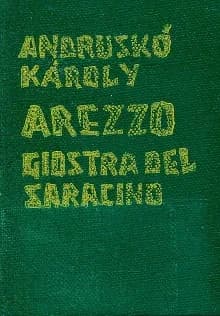 ANDRUSKÓ
KÁROLY
AREZZO
GIOSTRA DEL
SARACINO